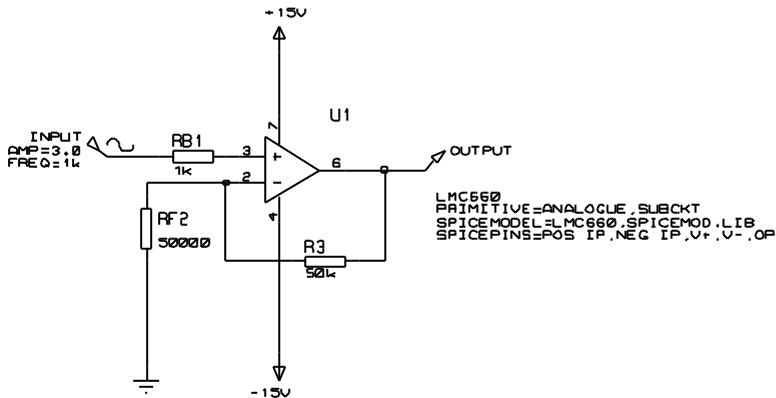 +15V
U1
7
INPUT
AMP=3.0
FREQ=1k
RB1
1k
3
+
2
-
6
OUTPUT
4
RF2
50000
R3
50k
LMC660
PRIMITIVE=ANALOGUE,SUBCKT
SPICEMODEL=LMC660,SPICEMOD.LIB
SPICEPINS=POS IP,NEG IP,V+,V-,OP
-15V